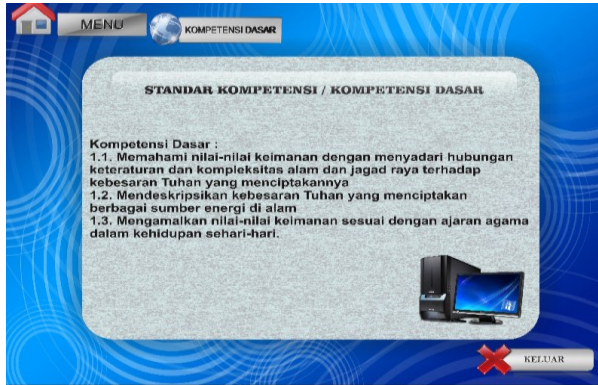 MENU
KOMPETENSI DASAR
STANDAR KOMPETENSI / KOMPETENSI DASAR
Kompetensi Dasar :
1.1. Memahami nilai-nilai keimanan dengan menyadari hubungan
keteraturan dan kompleksitas alam dan jagad raya terhadap
kebesaran Tuhan yang menciptakannya
1.2. Mendeskripsikan kebesaran Tuhan yang menciptakan
berbagai sumber energi di alam
1.3. Mengamalkan nilai-nilai keimanan sesuai dengan ajaran agama
dalam kehidupan sehari-hari.
KELUAR